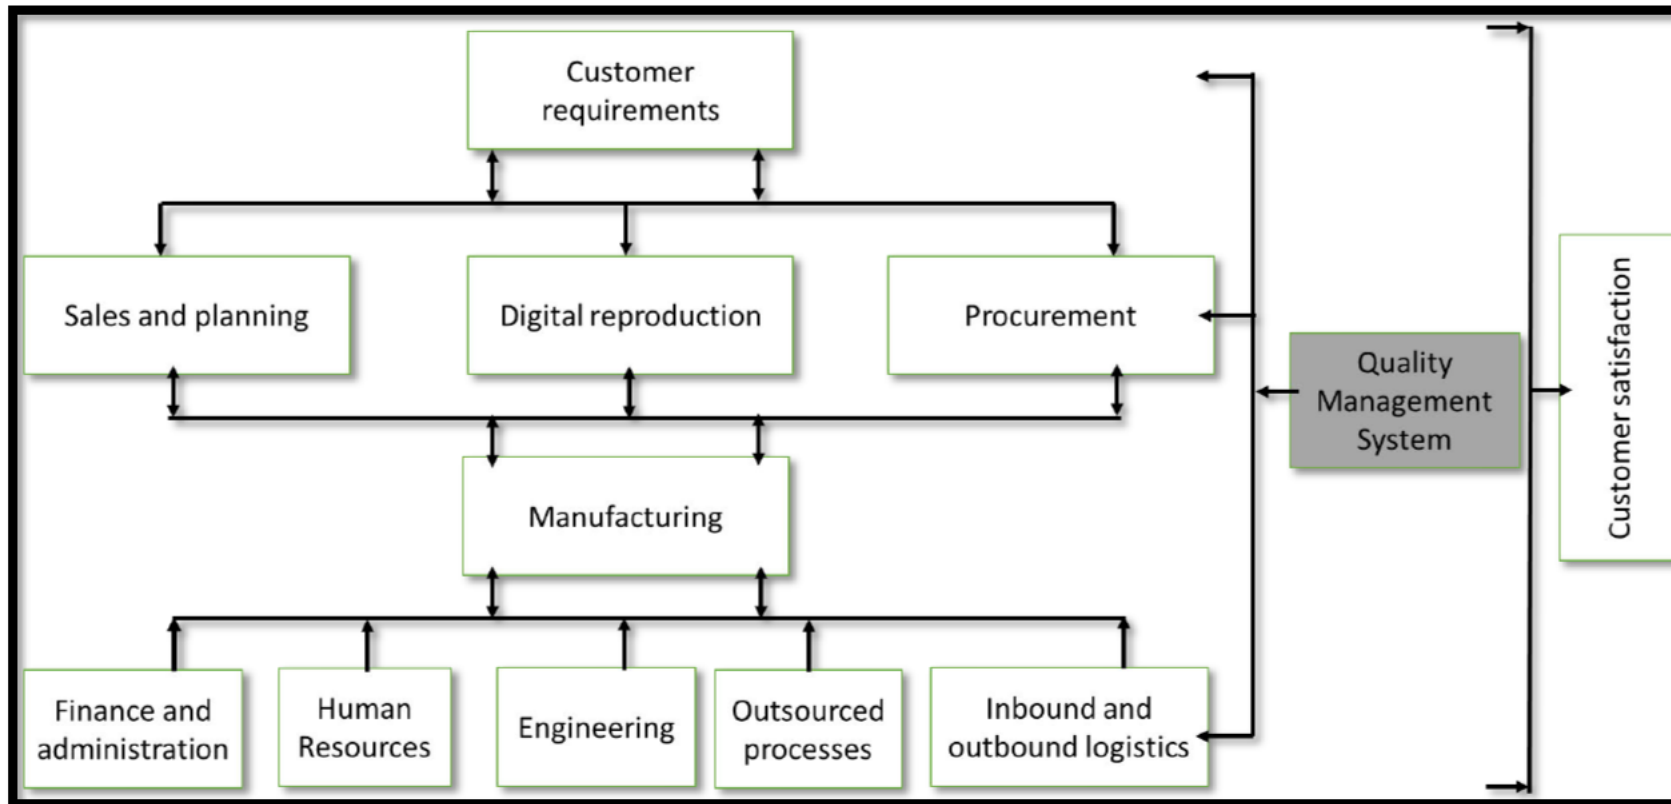 Customer
requirements
Sales and planning
Digital reproduction
Procurement
Quality
Management
System
Customer satisfaction
Manufacturing
Finance and
administration
Human
Resources
Engineering
Outsourced
processes
Inbound and
outbound logistics